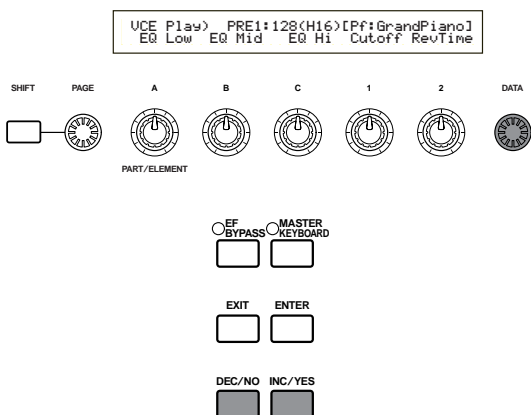 VCE Play) PRE1:128(H16)[Pf:GrandPiano]
EQ Low EQ Mid EQ Hi Cutoff RevTime
SHIFT PAGE A B C 1 2 DATA
PART/ELEMENT
EF BYPASS MASTER KEYBOARD
EXIT ENTER
DEC/NO INC/YES